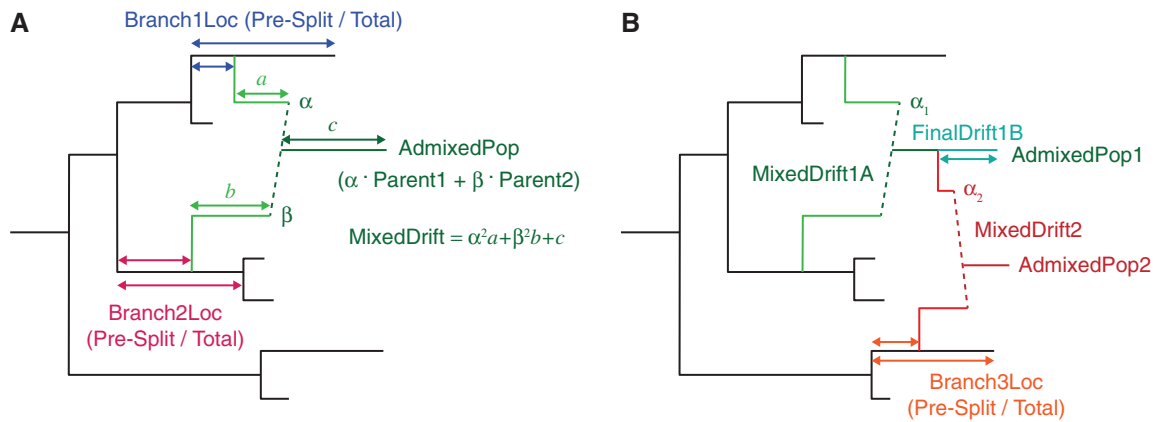 A
Branch1Loc (Pre-Split / Total)
a
α
c
AdmixedPop
(α · Parent1 + β · Parent2)
b
β
MixedDrift = α²a+β²b+c
Branch2Loc
(Pre-Split / Total)
B
α₁
FinalDrift1B
AdmixedPop1
MixedDrift1A
α₂
MixedDrift2
AdmixedPop2
Branch3Loc
(Pre-Split / Total)